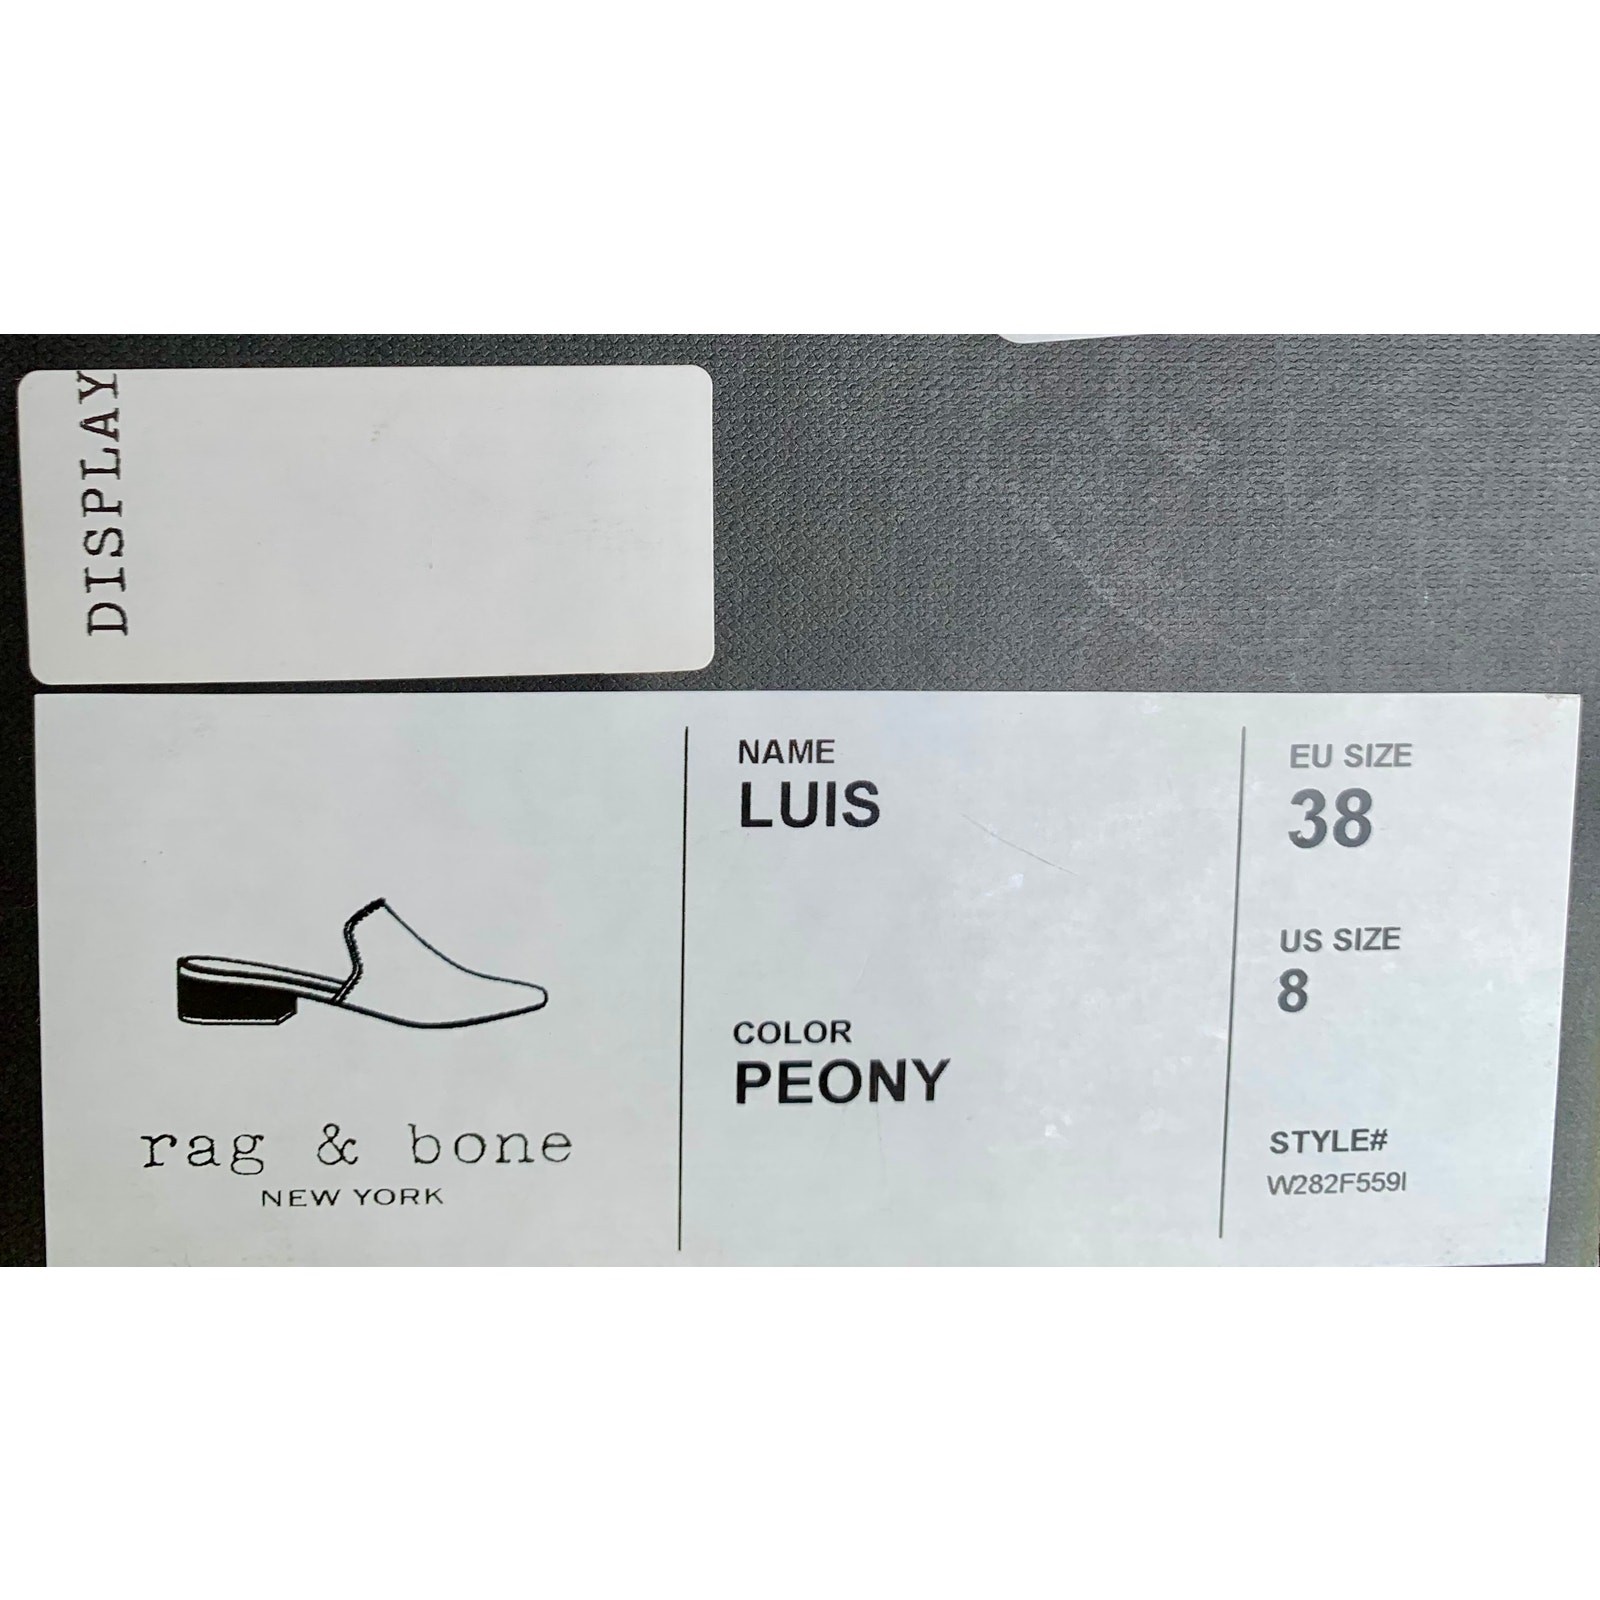 DISPLAY
rag & bone
NEW YORK
NAME
LUIS
COLOR
PEONY
EU SIZE
38
US SIZE
8
STYLE#
W282F559I